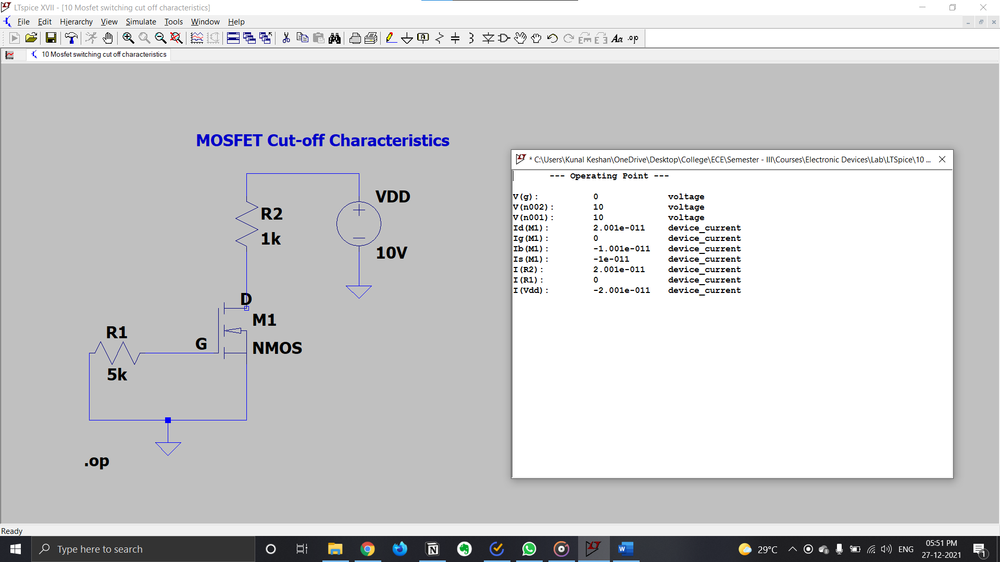 LTspice XVII - [10 Mosfet switching cut off characteristics]
File Edit Hierarchy View Simulate Tools Window Help
.op
10 Mosfet switching cut off characteristics
MOSFET Cut-off Characteristics
VDD
10V
R2
1k
D
M1
NMOS
G
R1
5k
.op
* C:\Users\Kunal Keshan\OneDrive\Desktop\College\ECE\Semester - III\Courses\Electronic Devices\Lab\LTSpice\10 ...
--- Operating Point ---
V(g): 0 voltage
V(n002): 10 voltage
V(n001): 10 voltage
Id(M1): 2.001e-011 device_current
Ig(M1): 0 device_current
Ib(M1): -1.001e-011 device_current
Is(M1): -1e-011 device_current
I(R2): 2.001e-011 device_current
I(R1): 0 device_current
I(Vdd): -2.001e-011 device_current
Ready
Type here to search
29°C
ENG
05:51 PM
27-12-2021
1